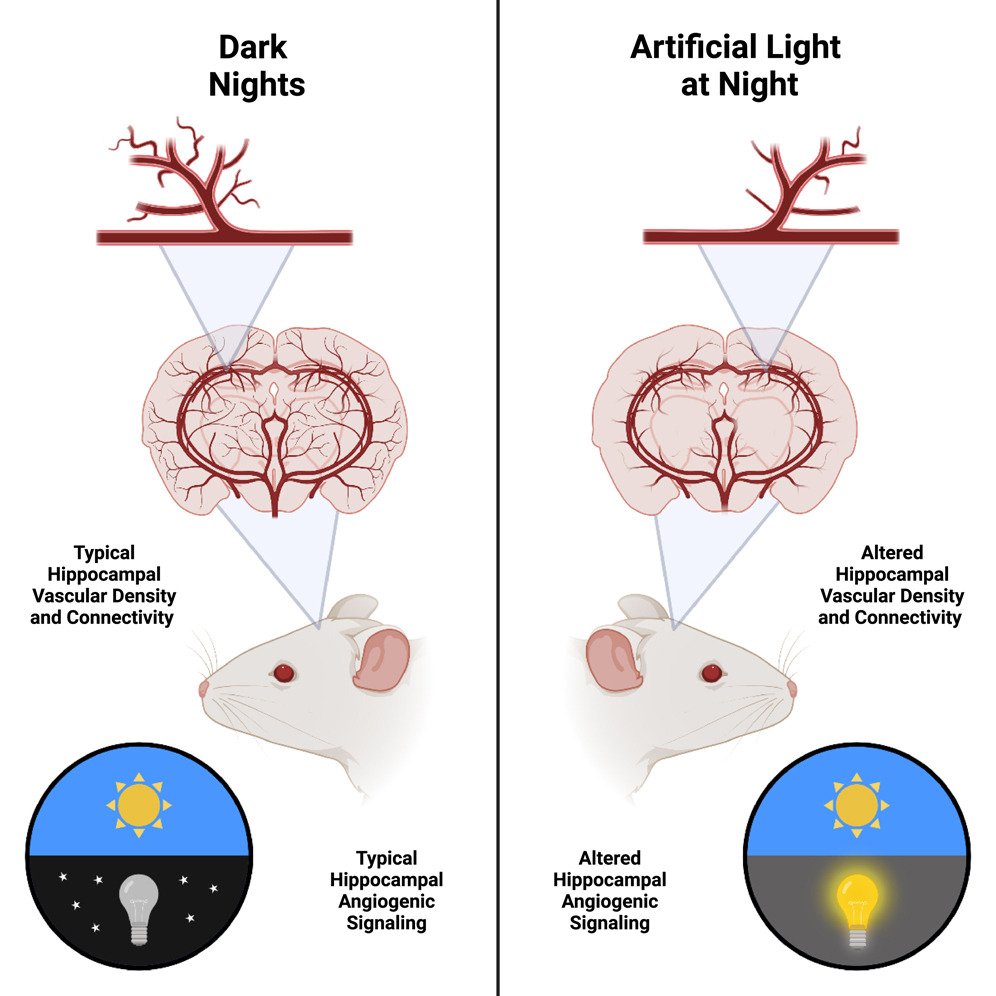 Dark
Nights
Typical
Hippocampal
Vascular Density
and Connectivity
Typical
Hippocampal
Angiogenic
Signaling
Artificial Light
at Night
Altered
Hippocampal
Vascular Density
and Connectivity
Altered
Hippocampal
Angiogenic
Signaling